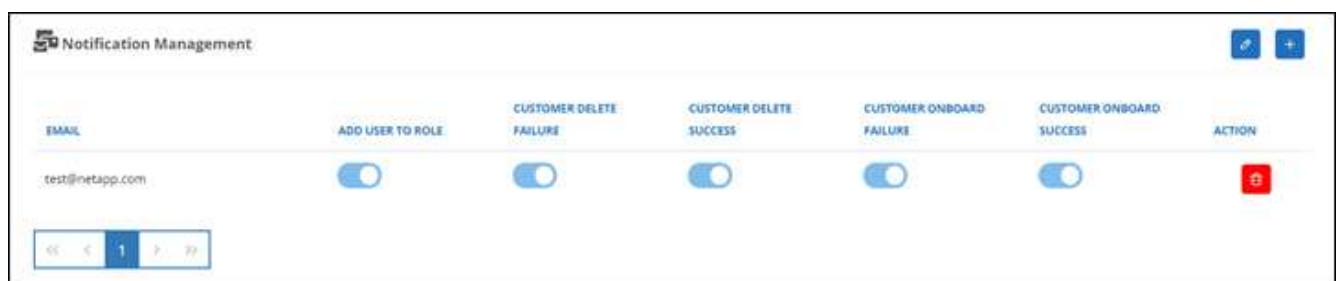 Notification Management
CUSTOMER DELETE CUSTOMER DELETE CUSTOMER ONBOARD CUSTOMER ONBOARD
EMAIL ADD USER TO ROLE FAILURE SUCCESS FAILURE SUCCESS ACTION
test@netapp.com
<< < 1 > >>